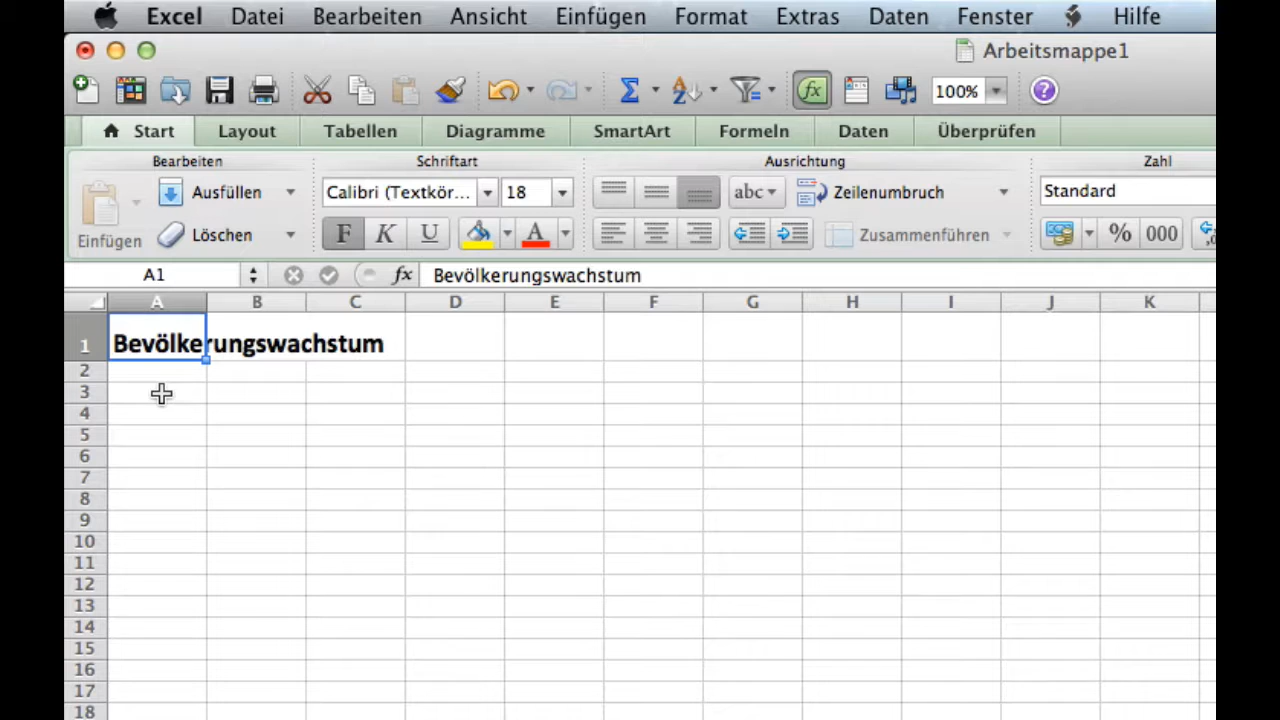 Excel Datei Bearbeiten Ansicht Einfügen Format Extras Daten Fenster Hilfe
Arbeitsmappe1
100%
Start Layout Tabellen Diagramme SmartArt Formeln Daten Überprüfen
Bearbeiten Schriftart Ausrichtung Zahl
Ausfüllen Calibri (Textkör... 18 abc Zeilenumbruch Standard
Einfügen Löschen F K U A Zusammenführen % 000
A1 fx Bevölkerungswachstum
A B C D E F G H I J K
1 Bevölkerungswachstum
2
3
4
5
6
7
8
9
10
11
12
13
14
15
16
17
18